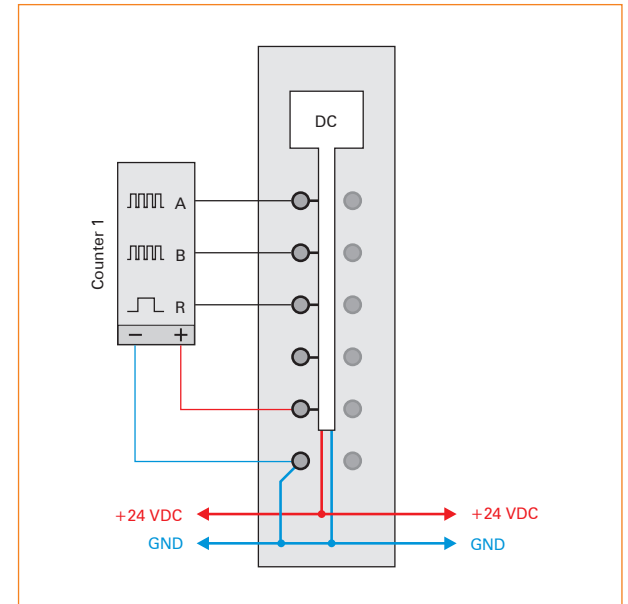 DC
Counter 1
A
B
R
− +
+24 VDC
+24 VDC
GND
GND